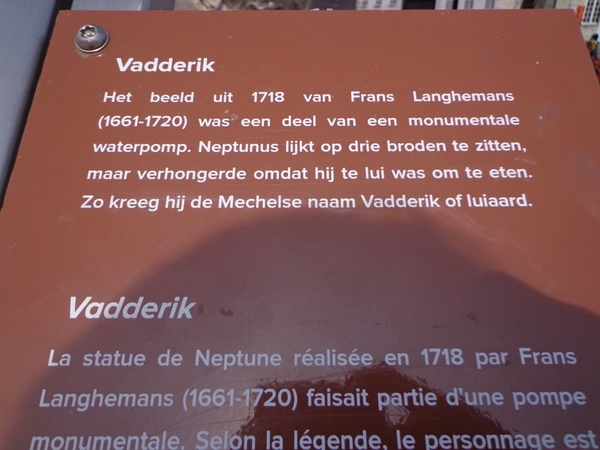 Vadderik
Het beeld uit 1718 van Frans Langhemans
(1661-1720) was een deel van een monumentale
waterpomp. Neptunus lijkt op drie broden te zitten,
maar verhongerde omdat hij te lui was om te eten.
Zo kreeg hij de Mechelse naam Vadderik of luiaard.
Vadderik
La statue de Neptune réalisée en 1718 par Frans
Langhemans (1661-1720) faisait partie d'une pompe
monumentale. Selon la légende, le personnage est